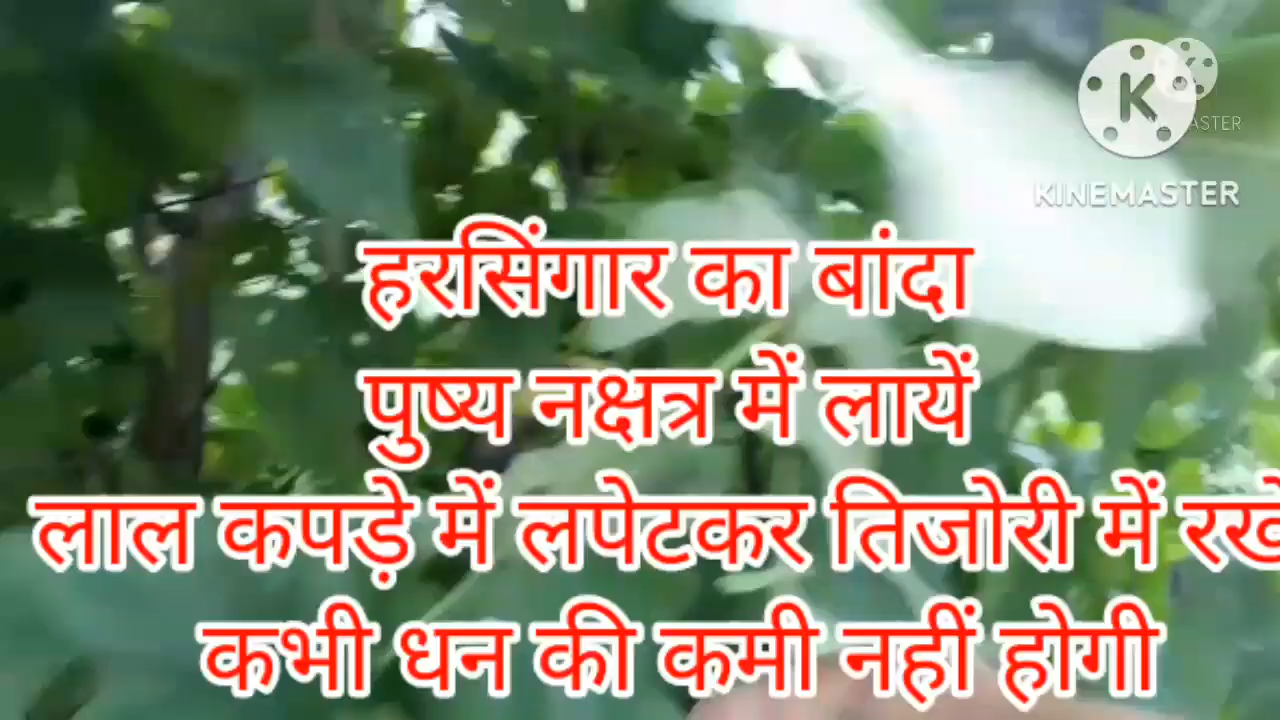 KINEMASTER
हरसिंगार का बांदा
पुष्य नक्षत्र में लायें
लाल कपड़े में लपेटकर तिजोरी में रखे
कभी धन की कमी नहीं होगी